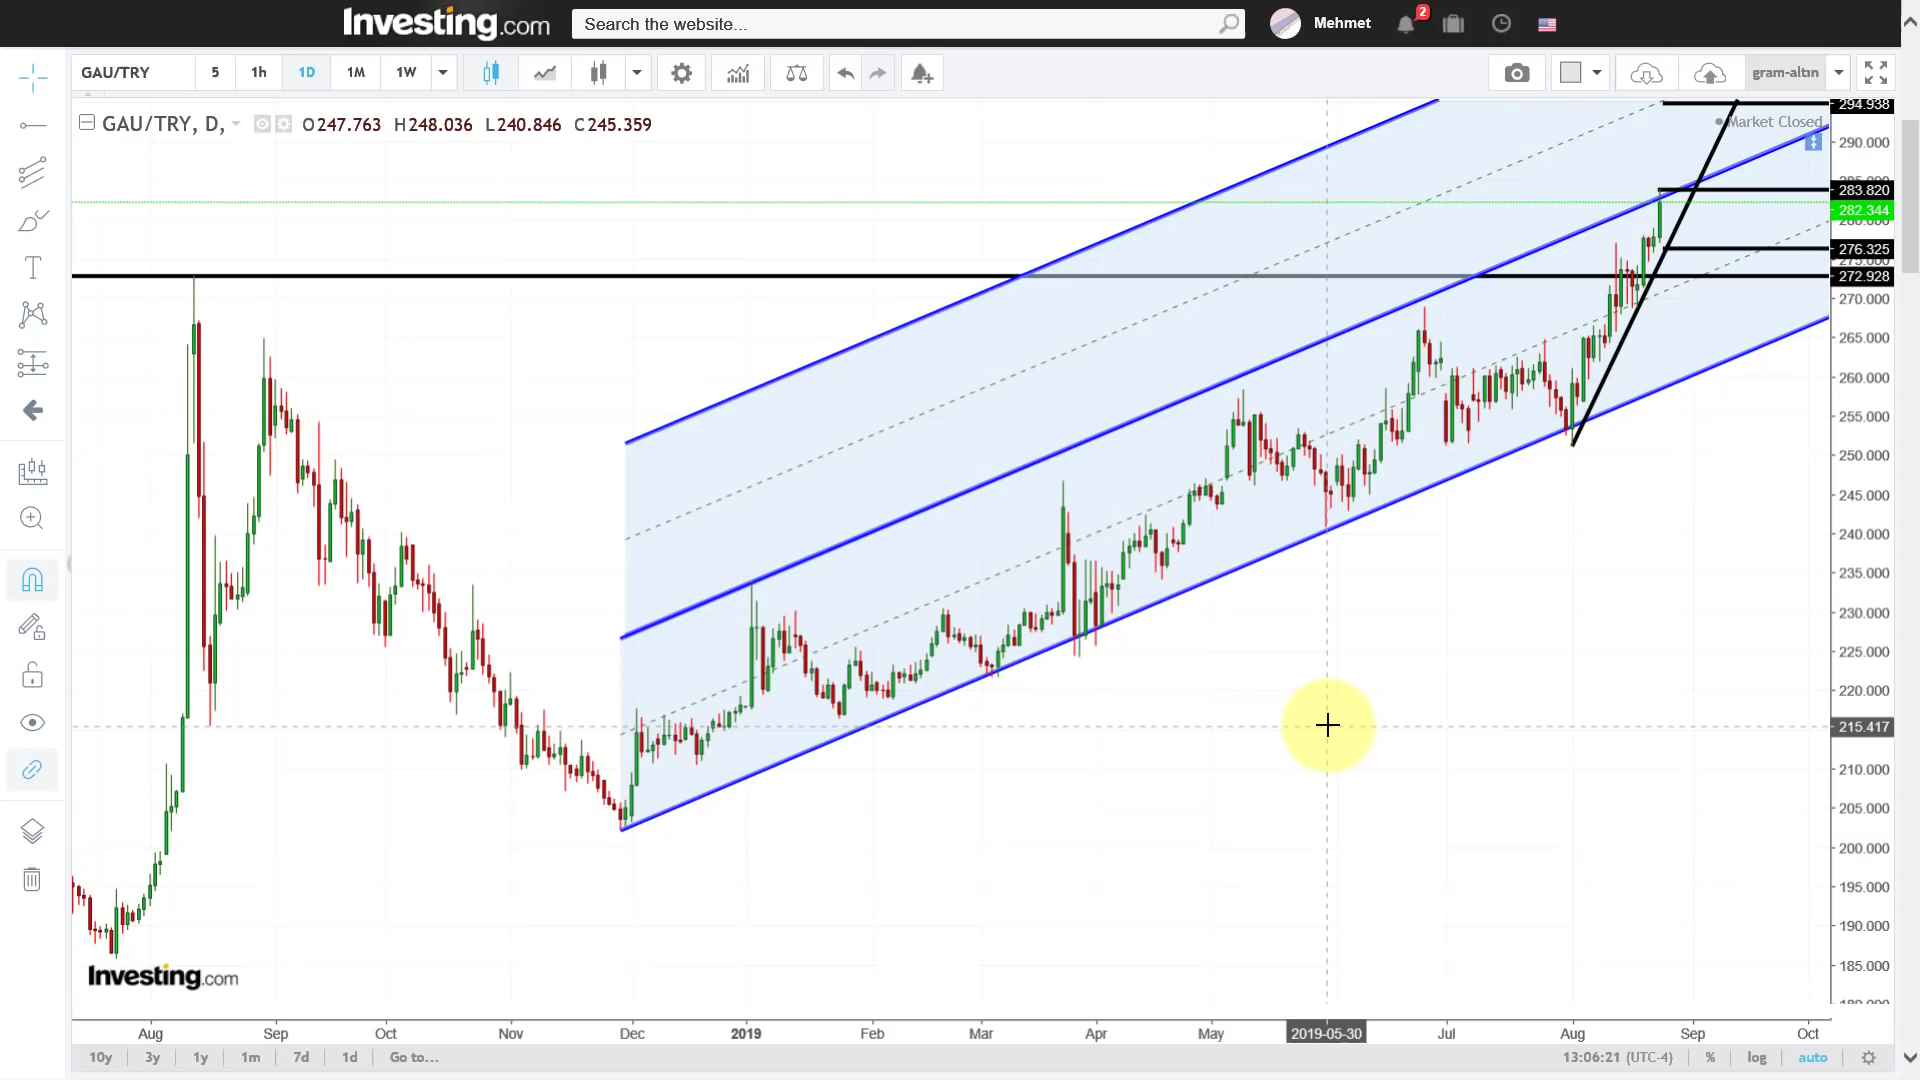 Investing.com
Search the website...
Mehmet
2
GAU/TRY
5
1h
1D
1M
1W
gram-altın
GAU/TRY, D,
O247.763 H248.036 L240.846 C245.359
Market Closed
294.938
290.000
283.820
282.344
276.325
272.928
270.000
265.000
260.000
255.000
250.000
245.000
240.000
235.000
230.000
225.000
220.000
215.417
210.000
205.000
200.000
195.000
190.000
185.000
Investing.com
Aug Sep Oct Nov Dec 2019 Feb Mar Apr May 2019-05-30 Jul Aug Sep Oct
10y 3y 1y 1m 7d 1d Go to... 13:06:21 (UTC-4) % log auto